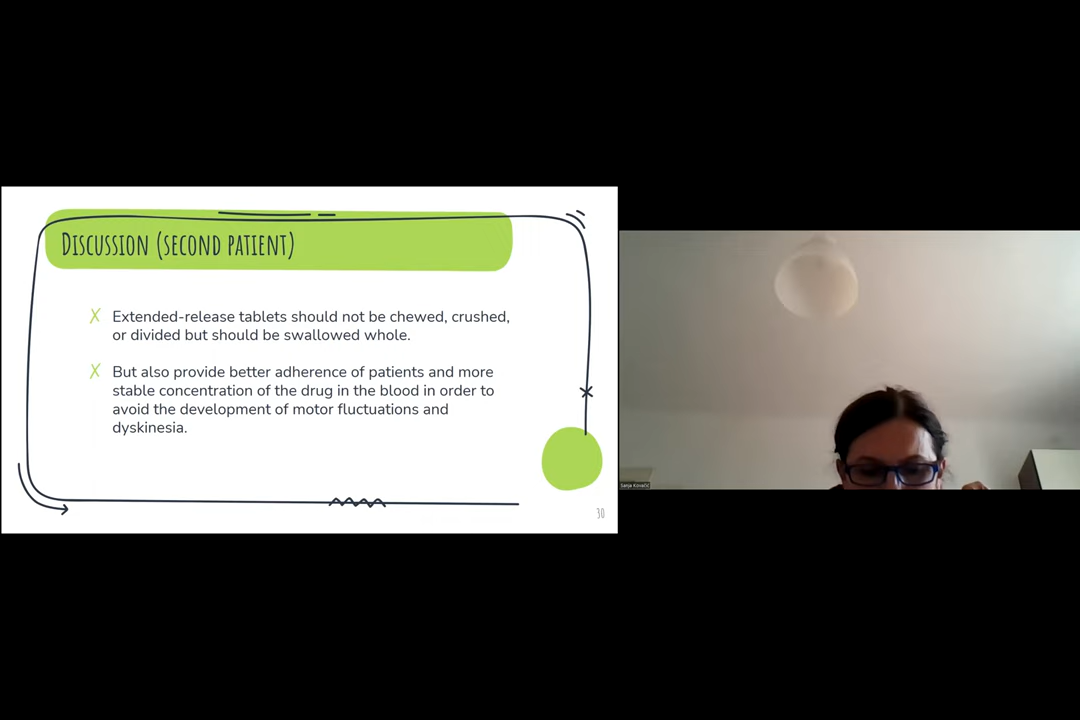 Discussion (second patient)
X Extended-release tablets should not be chewed, crushed,
or divided but should be swallowed whole.
X But also provide better adherence of patients and more
stable concentration of the drug in the blood in order to
avoid the development of motor fluctuations and
dyskinesia.
30
Sanja Kovačić